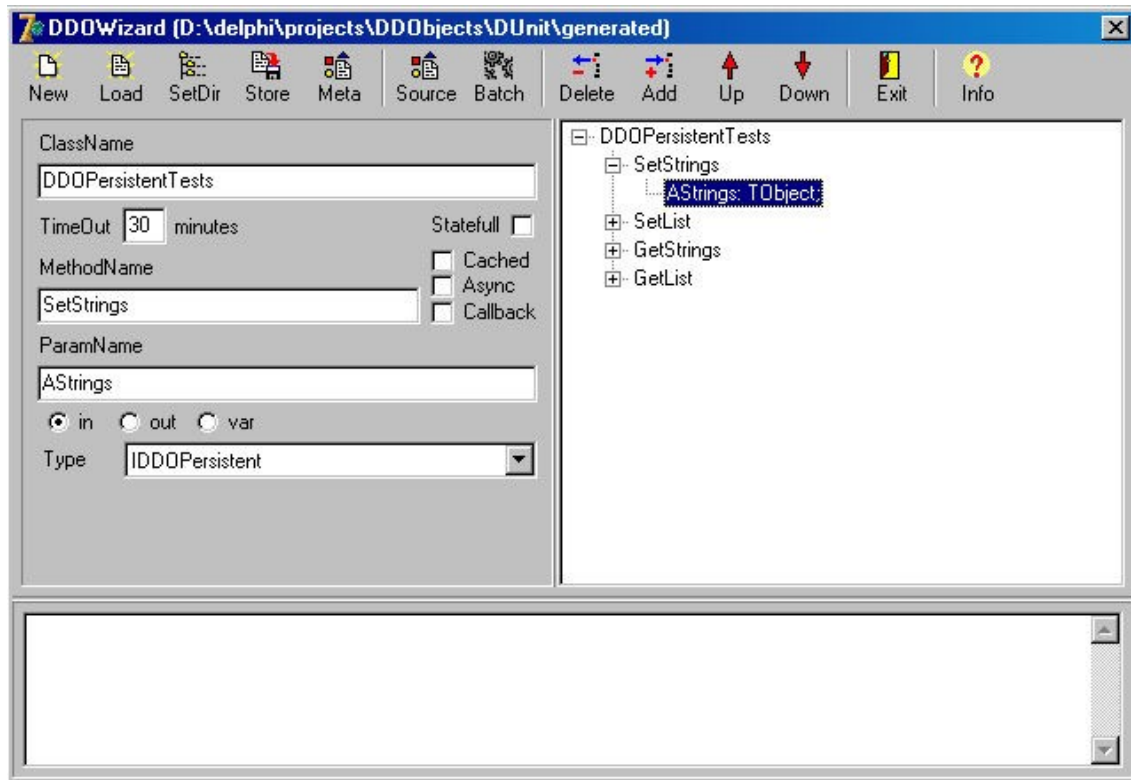 DDOWizard (D:\delphi\projects\DDObjects\DUnit\generated)
New Load SetDir Store Meta Source Batch Delete Add Up Down Exit Info
ClassName
DDOPersistentTests
TimeOut 30 minutes Statefull
Cached
MethodName
Async
SetStrings
Callback
ParamName
AStrings
in out var
Type IDDOPersistent
DDOPersistentTests
SetStrings
AStrings: TObject;
SetList
GetStrings
GetList